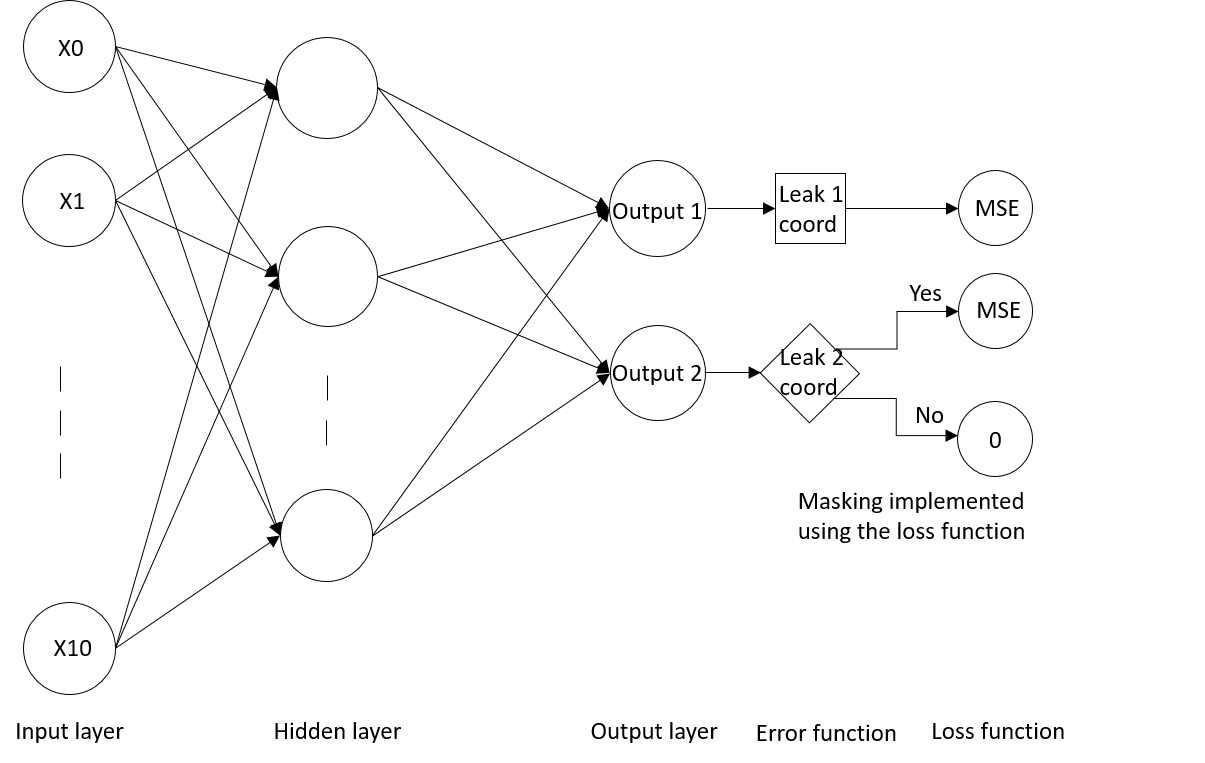 X0
X1
X10
Output 1
Output 2
Leak 1
coord
MSE
Leak 2
coord
Yes
MSE
No
0
Masking implemented
using the loss function
Input layer
Hidden layer
Output layer
Error function
Loss function